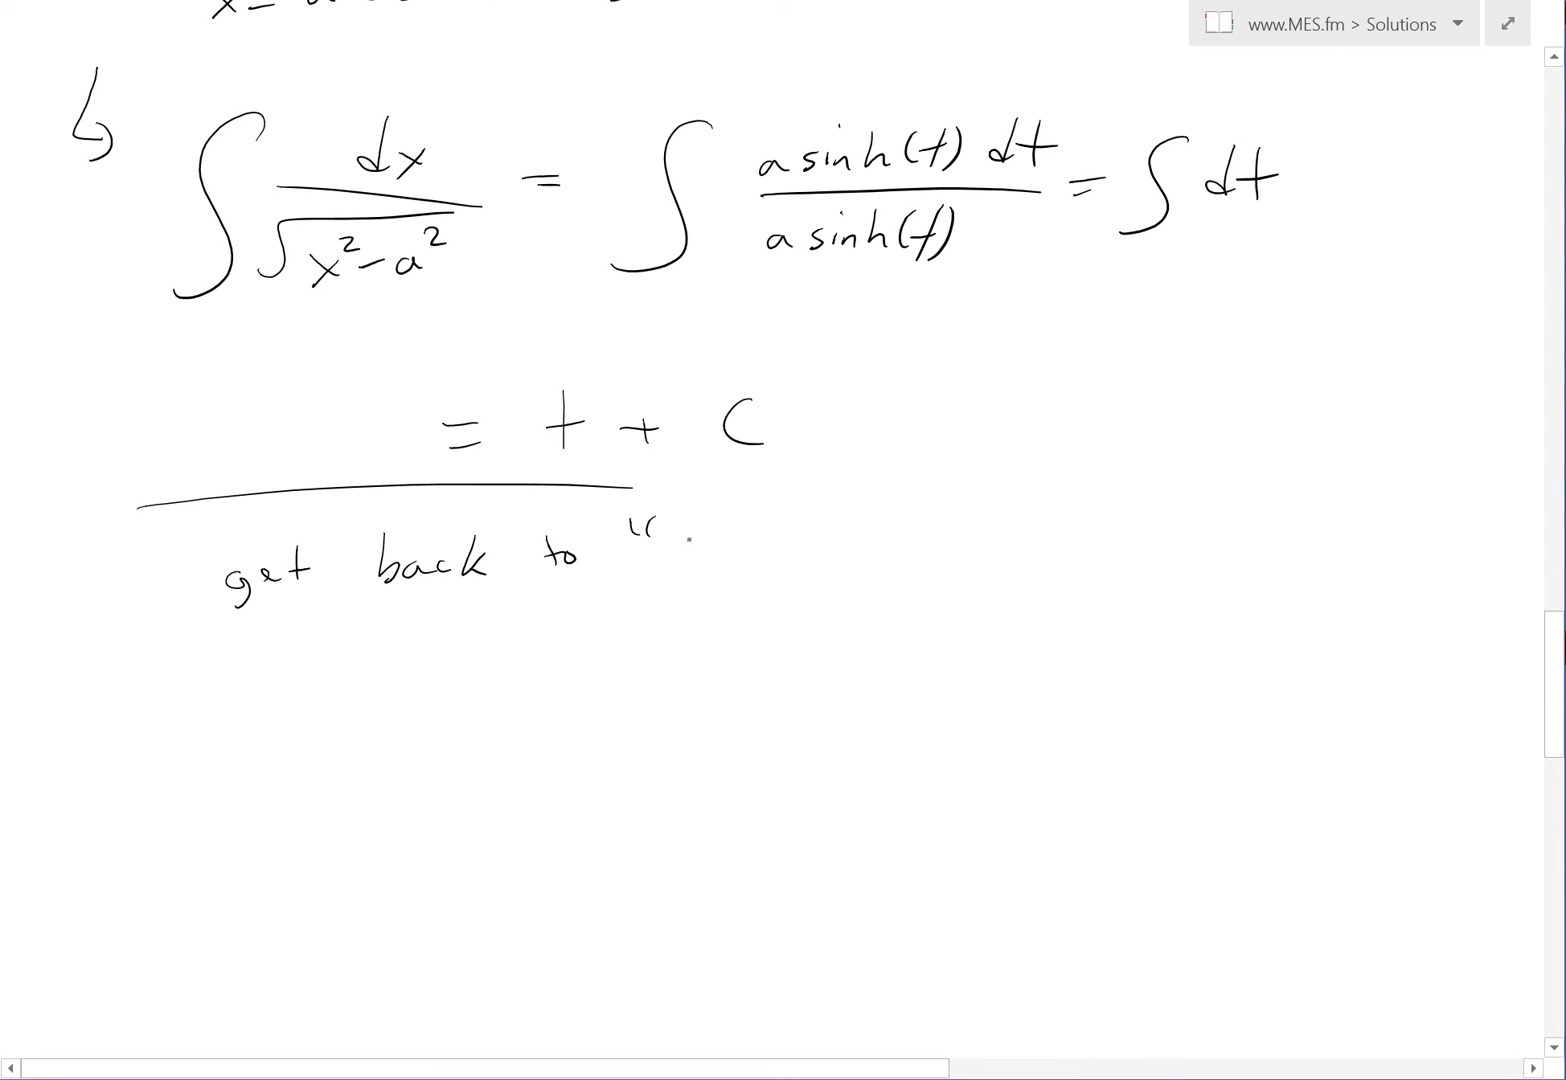 x = a
www.MES.fm > Solutions
↳ ∫ dx / √(x² - a²) = ∫ a sinh(t) dt / a sinh(t) = ∫ dt
= t + C
get back to "